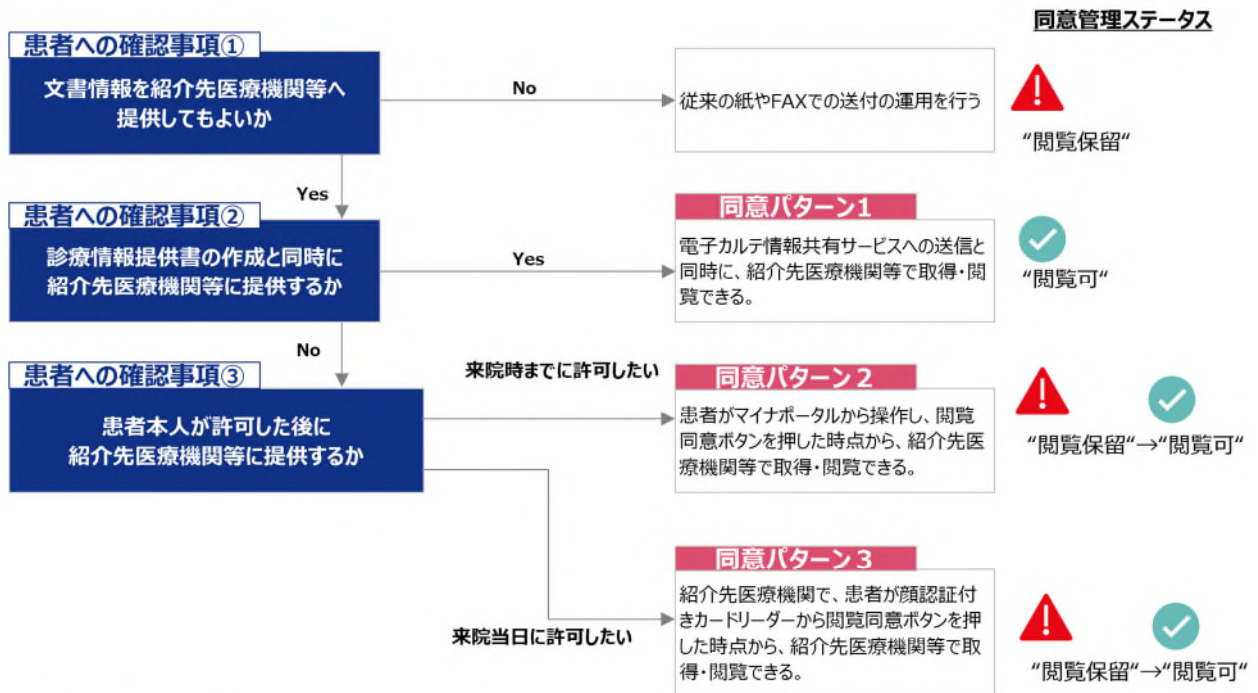 同意管理ステータス
患者への確認事項①
文書情報を紹介先医療機関等へ
提供してもよいか
No
従来の紙やFAXでの送付の運用を行う
“閲覧保留“
Yes
患者への確認事項②
診療情報提供書の作成と同時に
紹介先医療機関等に提供するか
Yes
同意パターン1
電子カルテ情報共有サービスへの送信と
同時に、紹介先医療機関等で取得・閲
覧できる。
“閲覧可“
No
患者への確認事項③
患者本人が許可した後に
紹介先医療機関等に提供するか
来院時までに許可したい
同意パターン２
患者がマイナポータルから操作し、閲覧
同意ボタンを押した時点から、紹介先医
療機関等で取得・閲覧できる。
“閲覧保留“→“閲覧可“
来院当日に許可したい
同意パターン３
紹介先医療機関で、患者が顔認証付
きカードリーダーから閲覧同意ボタンを押
した時点から、紹介先医療機関等で取
得・閲覧できる。
“閲覧保留“→“閲覧可“